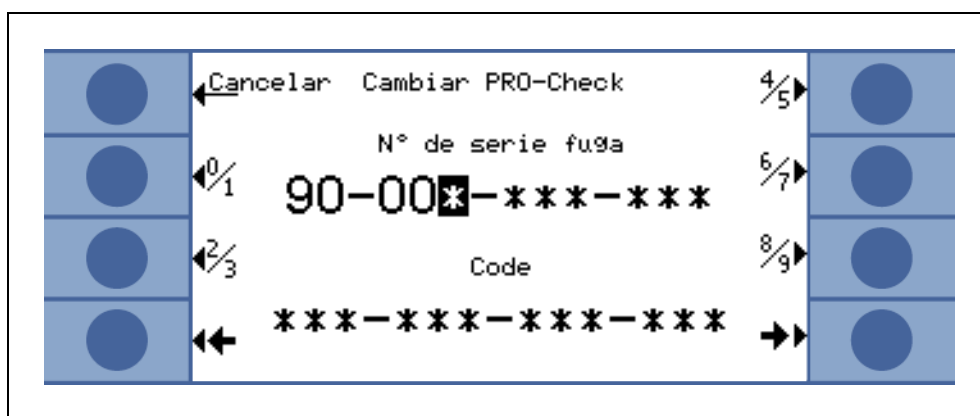 Cancelar Cambiar PRO-Check 4/5
Nº de serie fuga
0/1 6/7
90-00*-***-***
2/3 Code 8/9
***-***-***-***